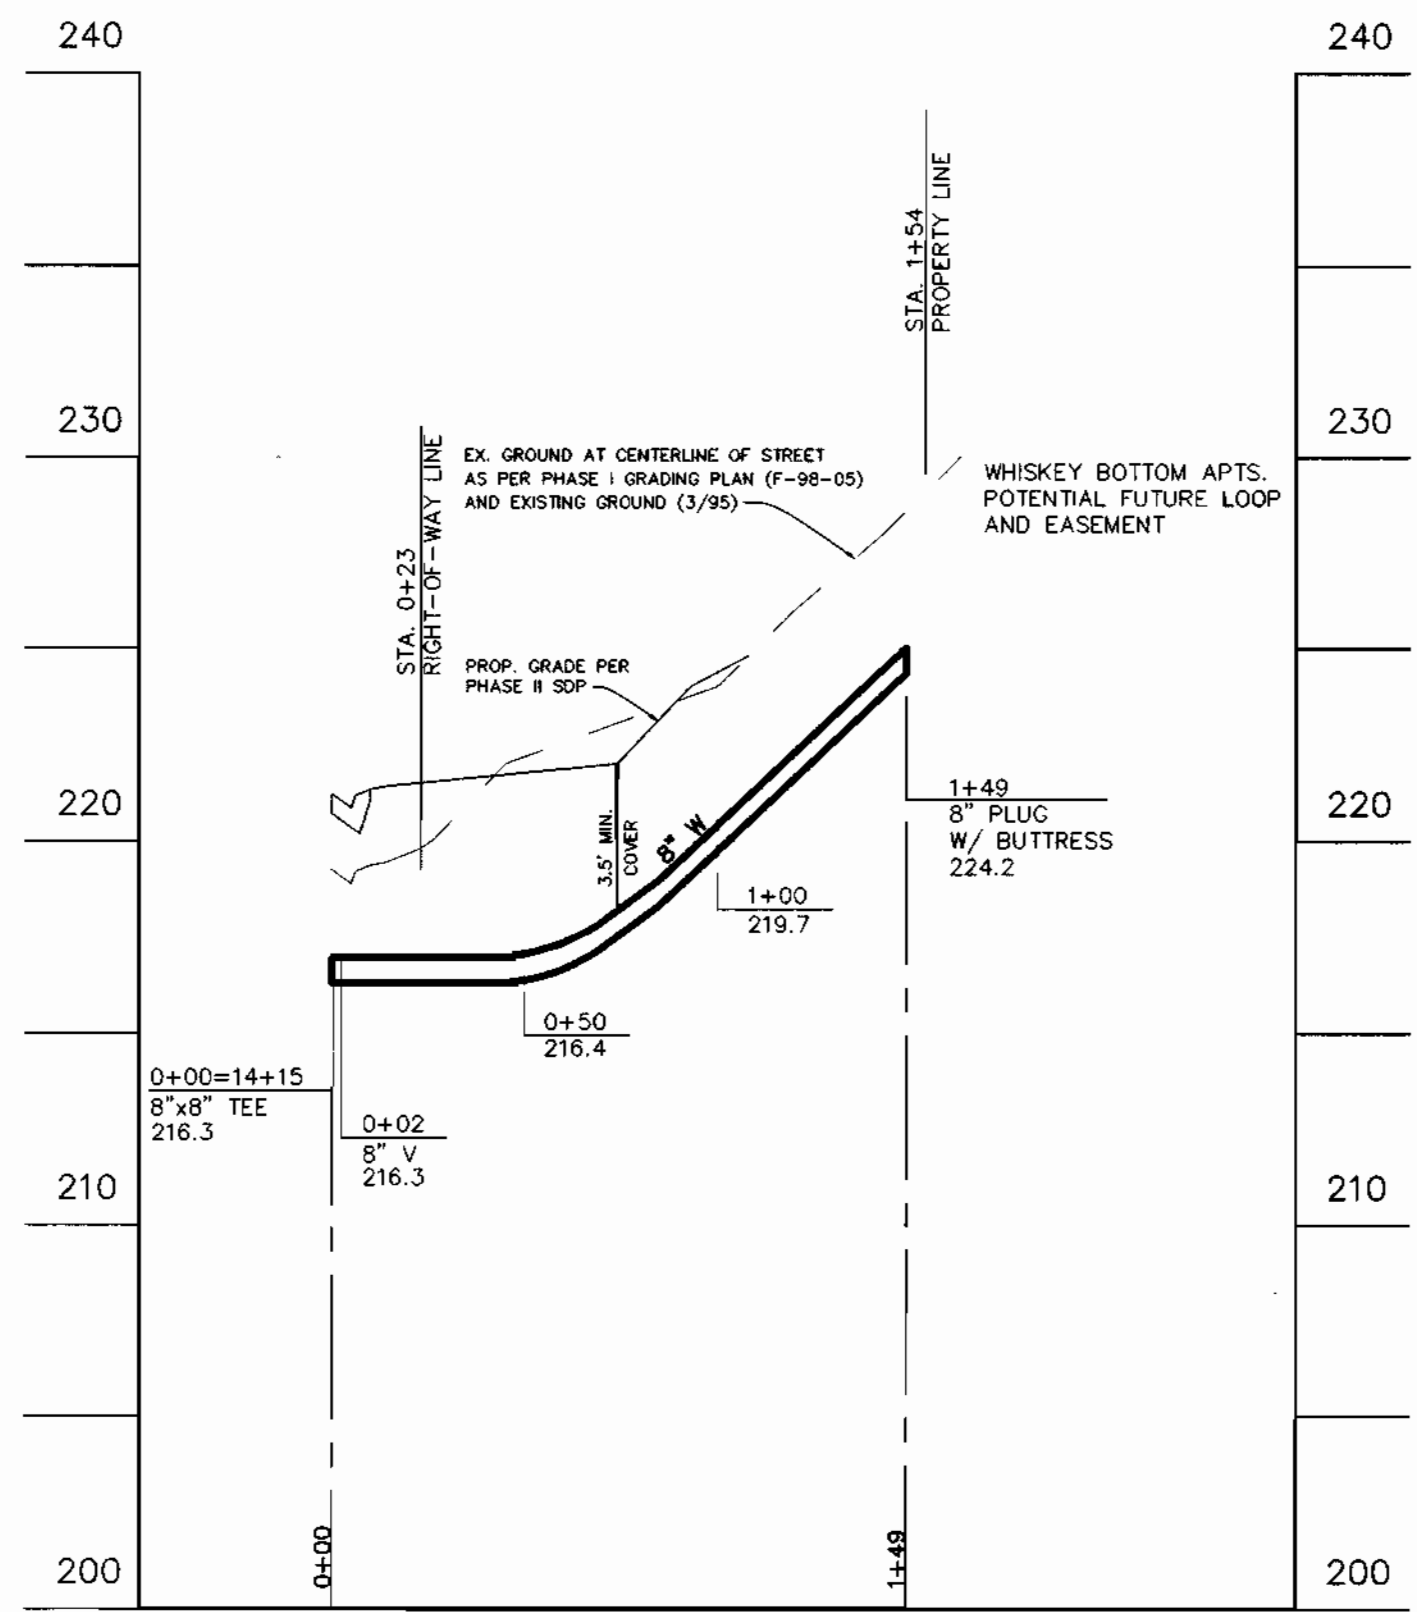 240
240
STA. 1+54
PROPERTY LINE
230
230
STA. 0+23
RIGHT-OF-WAY LINE
EX. GROUND AT CENTERLINE OF STREET
AS PER PHASE I GRADING PLAN (F-98-05)
AND EXISTING GROUND (3/95)
WHISKEY BOTTOM APTS.
POTENTIAL FUTURE LOOP
AND EASEMENT
PROP. GRADE PER
PHASE II SDP
220
220
3.5' MIN.
COVER
8" W
1+49
8" PLUG
W/ BUTTRESS
224.2
1+00
219.7
0+50
216.4
0+00=14+15
8"x8" TEE
216.3
0+02
8" V
216.3
210
210
0+00
1+49
200
200